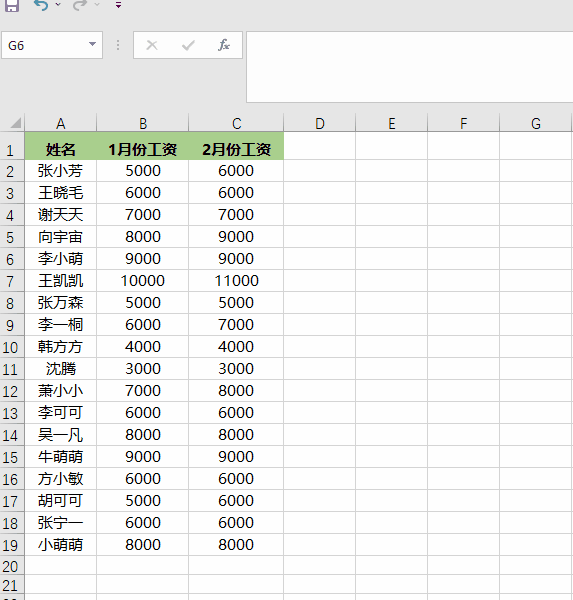 G6
fx
A B C D E F G
1 姓名 1月份工资 2月份工资
2 张小芳 5000 6000
3 王晓毛 6000 6000
4 谢天天 7000 7000
5 向宇宙 8000 9000
6 李小萌 9000 9000
7 王凯凯 10000 11000
8 张万森 5000 5000
9 李一桐 6000 7000
10 韩方方 4000 4000
11 沈腾 3000 3000
12 萧小小 7000 8000
13 李可可 6000 6000
14 吴一凡 8000 8000
15 牛萌萌 9000 9000
16 方小敏 6000 6000
17 胡可可 5000 6000
18 张宁一 6000 6000
19 小萌萌 8000 8000
20
21